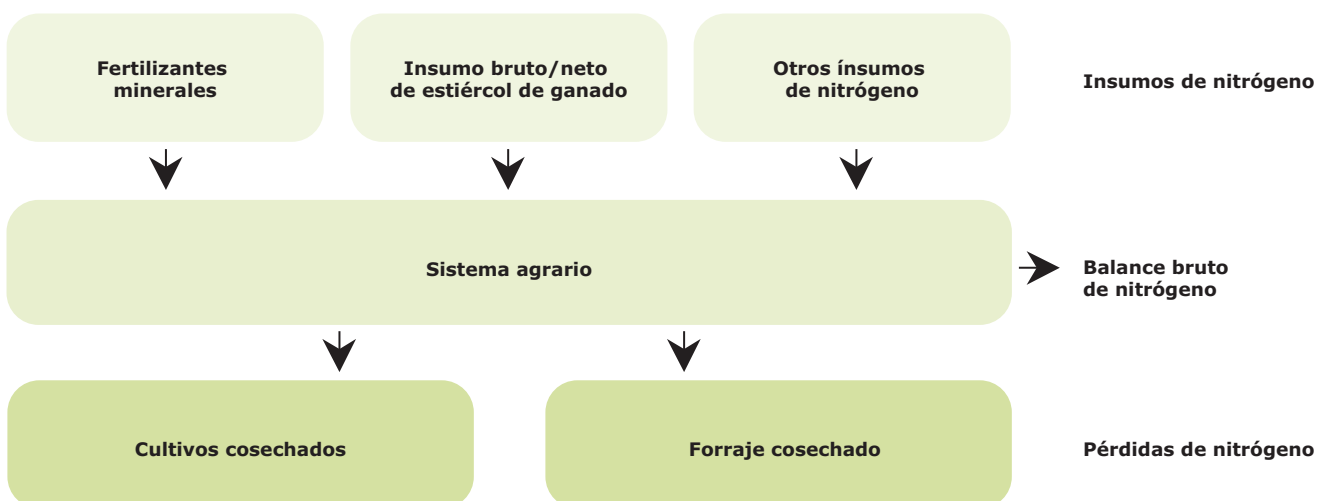 Fertilizantes
minerales
Insumo bruto/neto
de estiércol de ganado
Otros ínsumos
de nitrógeno
Insumos de nitrógeno
Sistema agrario
Balance bruto
de nitrógeno
Cultivos cosechados
Forraje cosechado
Pérdidas de nitrógeno